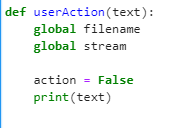 def userAction(text):
    global filename
    global stream

    action = False
    print(text)